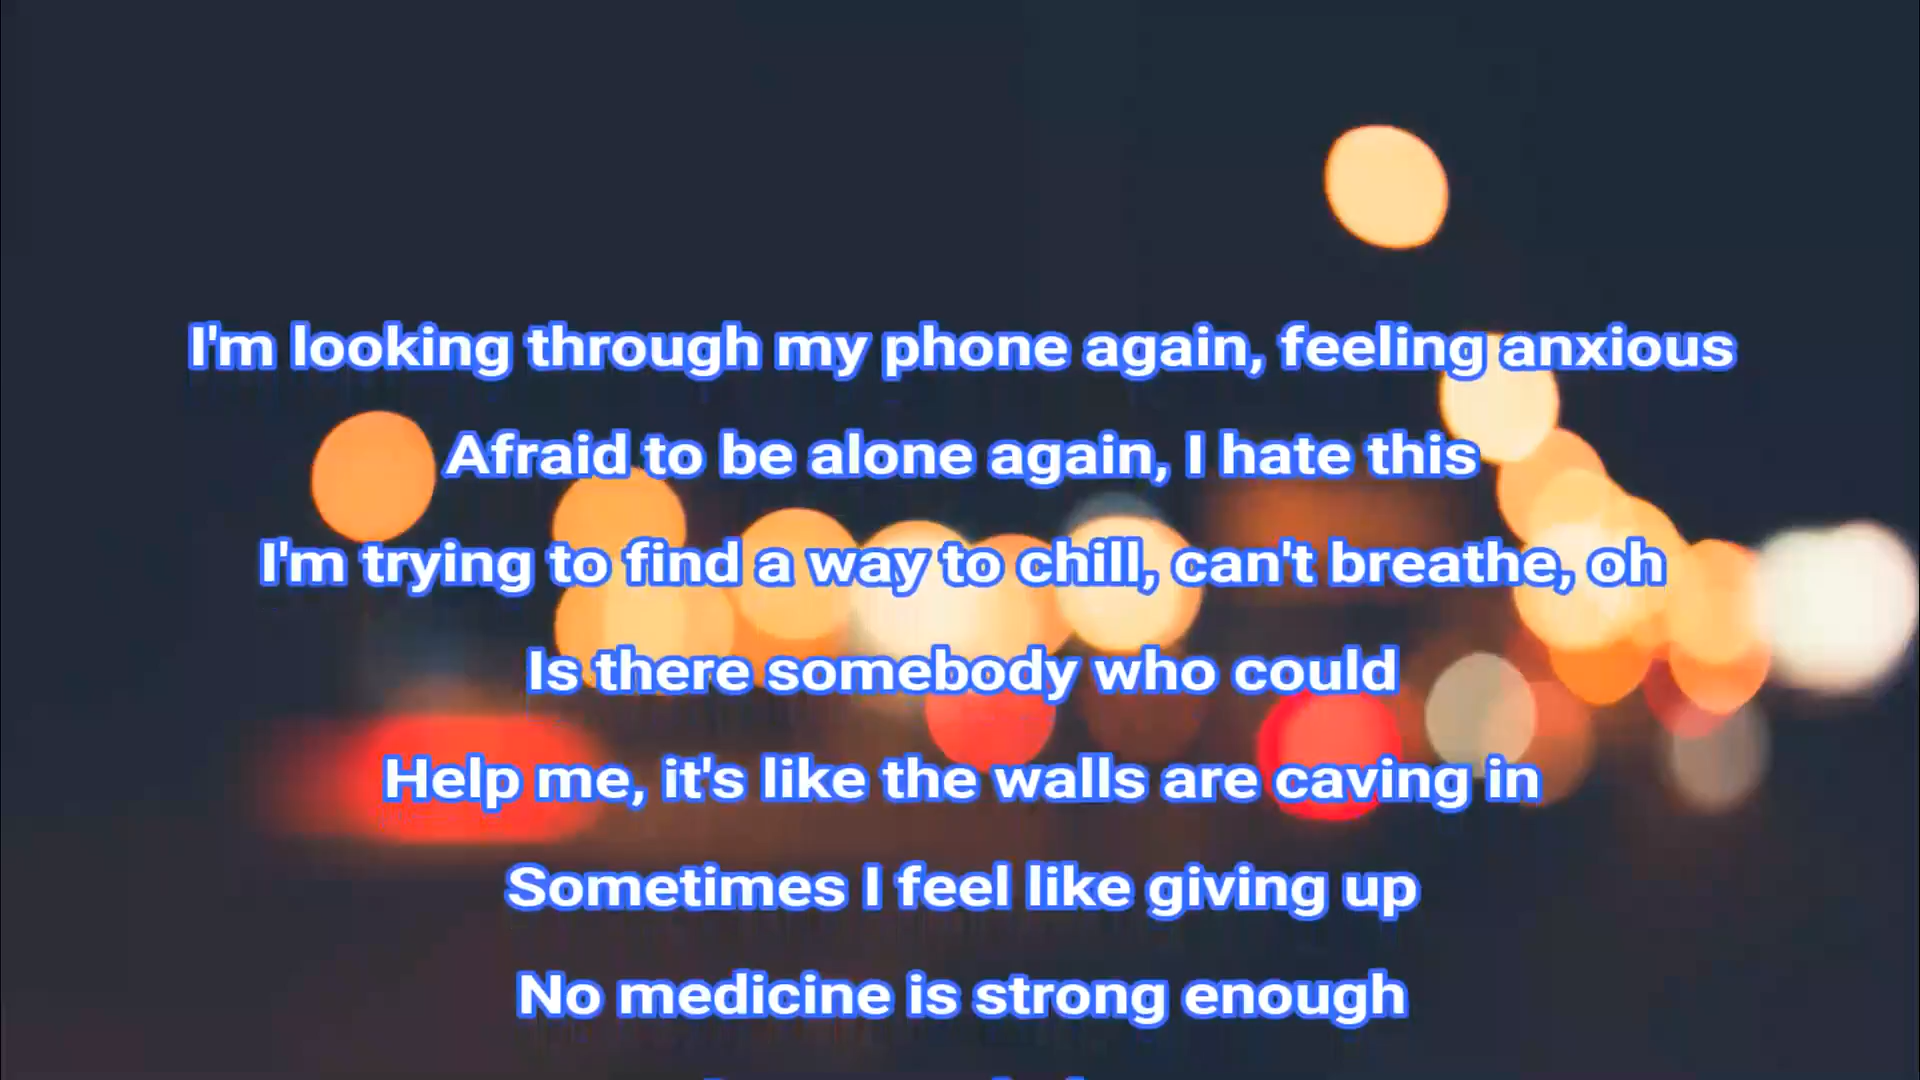 I'm looking through my phone again, feeling anxious
Afraid to be alone again, I hate this
I'm trying to find a way to chill, can't breathe, oh
Is there somebody who could
Help me, it's like the walls are caving in
Sometimes I feel like giving up
No medicine is strong enough